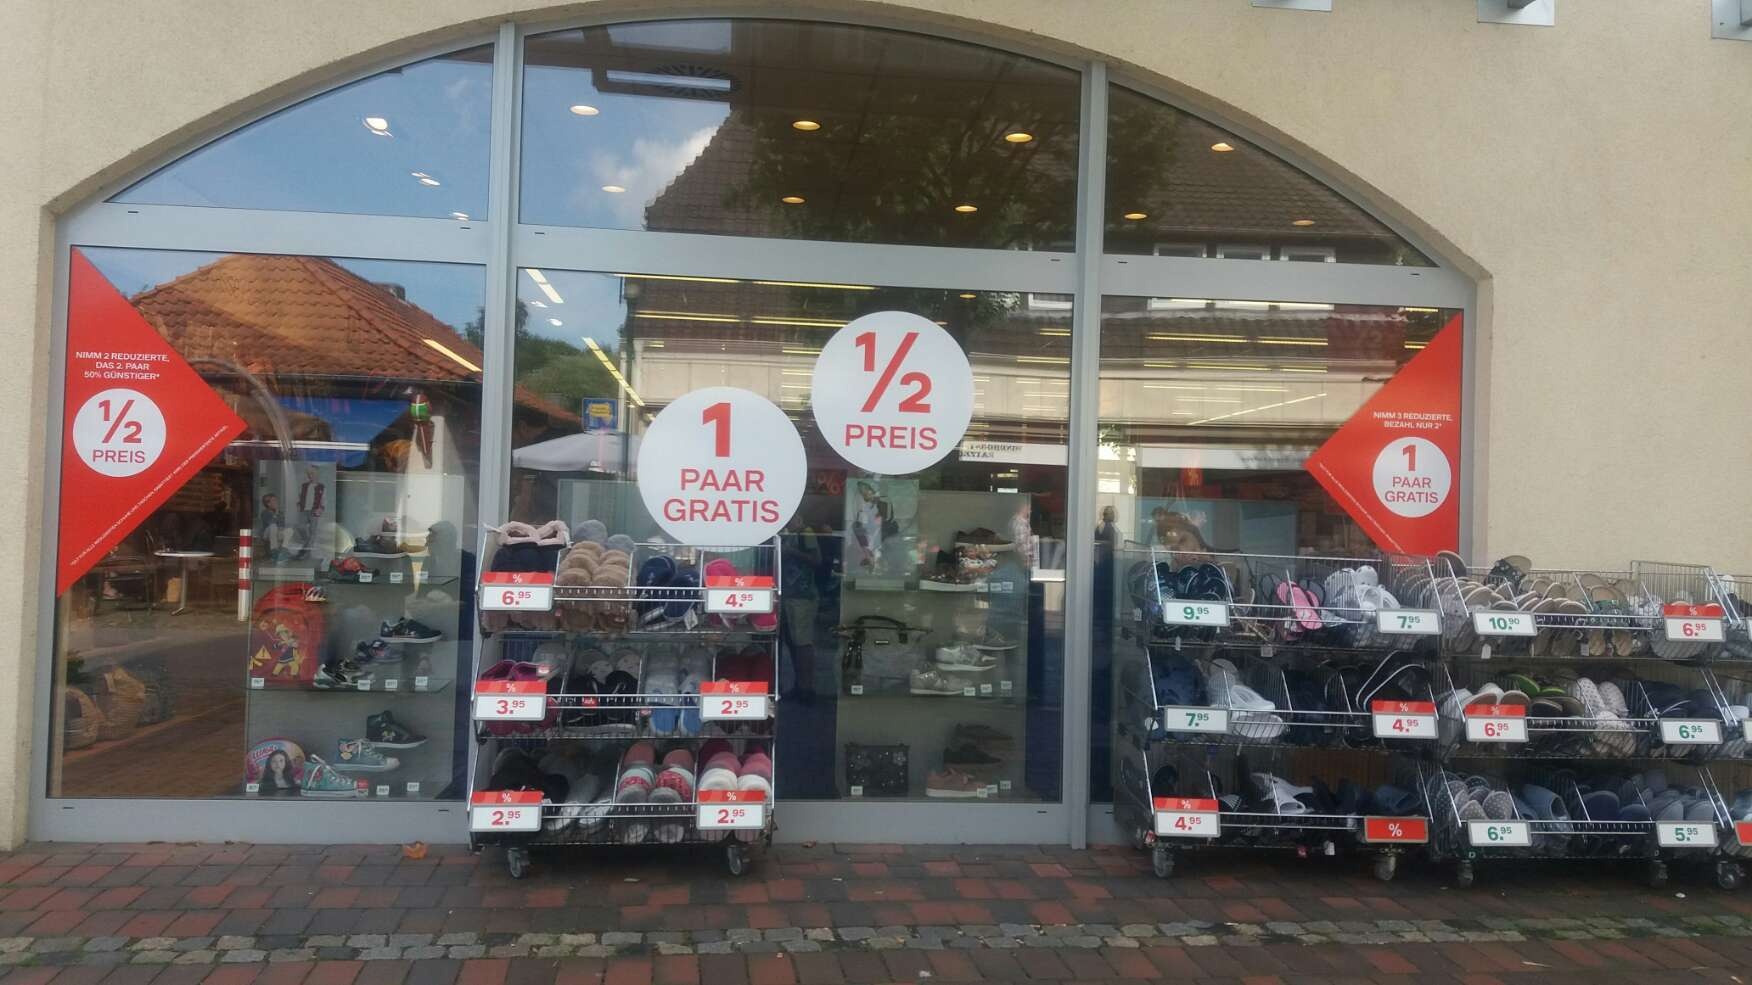 NIMM 2 REDUZIERTE,
DAS 2. PAAR
50% GÜNSTIGER*
1/2
PREIS
1
PAAR
GRATIS
1/2
PREIS
NIMM 3 REDUZIERTE,
BEZAHL NUR 2*
1
PAAR
GRATIS
%
6.95
%
4.95
%
3.95
%
2.95
%
2.95
%
2.95
9.95
7.95
10.90
%
6.95
7.95
%
4.95
%
6.95
6.95
%
4.95
%
6.95
5.95